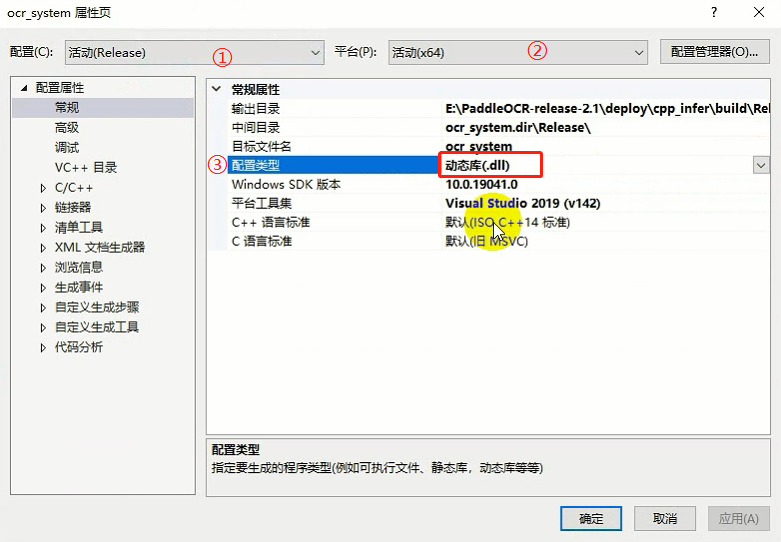 ocr_system 属性页
配置(C): 活动(Release) ① 平台(P): 活动(x64) ② 配置管理器(O)...
配置属性
常规
高级
调试
VC++ 目录
C/C++
链接器
清单工具
XML 文档生成器
浏览信息
生成事件
自定义生成步骤
自定义生成工具
代码分析
常规属性
输出目录 E:\PaddleOCR-release-2.1\deploy\cpp_infer\build\Rel
中间目录 ocr_system.dir\Release\
目标文件名 ocr_system
③ 配置类型 动态库(.dll)
Windows SDK 版本 10.0.19041.0
平台工具集 Visual Studio 2019 (v142)
C++ 语言标准 默认(ISO C++14 标准)
C 语言标准 默认(旧 MSVC)
配置类型
指定要生成的程序类型(例如可执行文件、静态库，动态库等等)
确定 取消 应用(A)